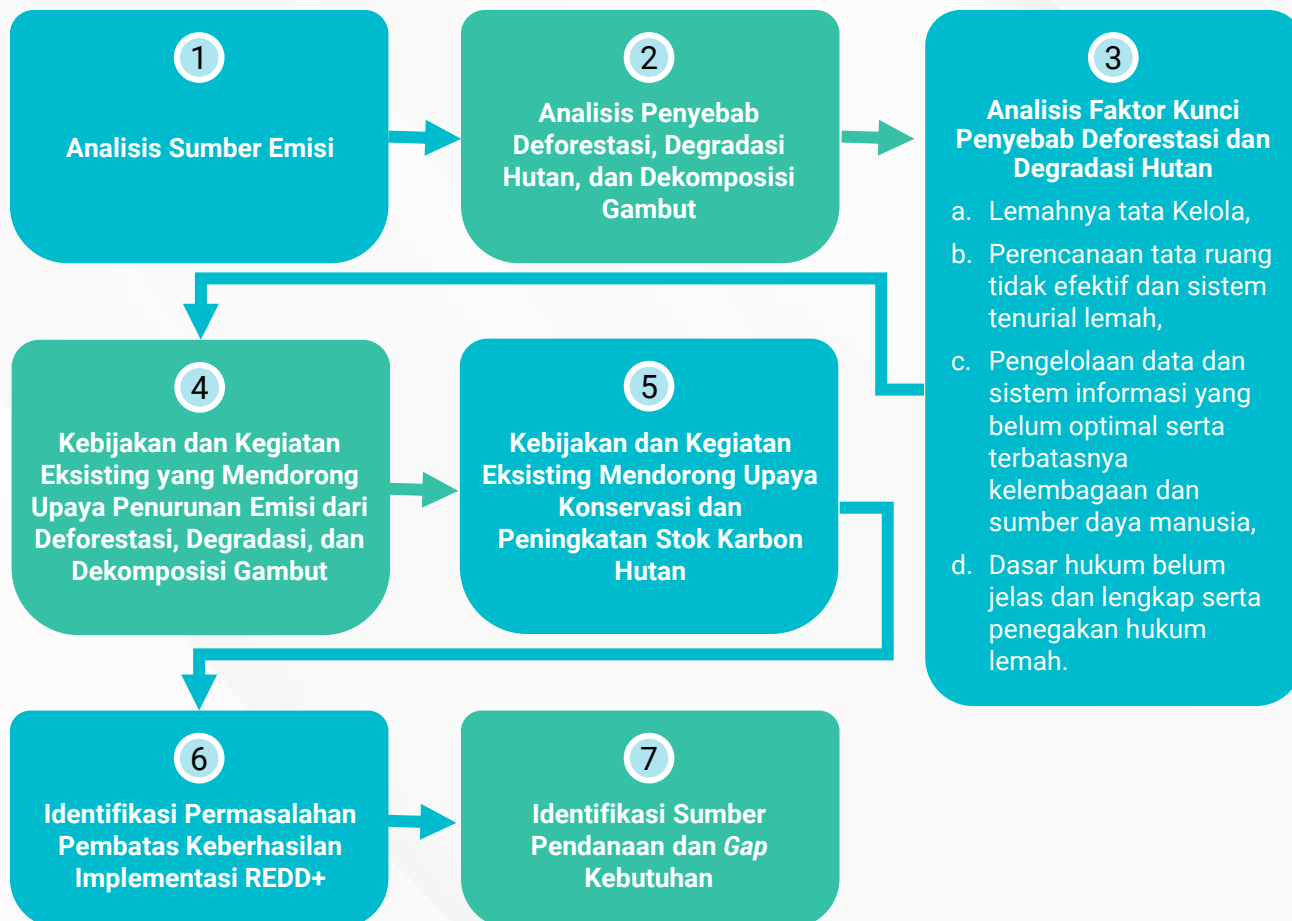 1
Analisis Sumber Emisi
2
Analisis Penyebab
Deforestasi, Degradasi
Hutan, dan Dekomposisi
Gambut
3
Analisis Faktor Kunci
Penyebab Deforestasi dan
Degradasi Hutan
a. Lemahnya tata Kelola,
b. Perencanaan tata ruang
tidak efektif dan sistem
tenurial lemah,
c. Pengelolaan data dan
sistem informasi yang
belum optimal serta
terbatasnya
kelembagaan dan
sumber daya manusia,
d. Dasar hukum belum
jelas dan lengkap serta
penegakan hukum
lemah.
4
Kebijakan dan Kegiatan
Eksisting yang Mendorong
Upaya Penurunan Emisi dari
Deforestasi, Degradasi, dan
Dekomposisi Gambut
5
Kebijakan dan Kegiatan
Eksisting Mendorong Upaya
Konservasi dan
Peningkatan Stok Karbon
Hutan
6
Identifikasi Permasalahan
Pembatas Keberhasilan
Implementasi REDD+
7
Identifikasi Sumber
Pendanaan dan Gap
Kebutuhan